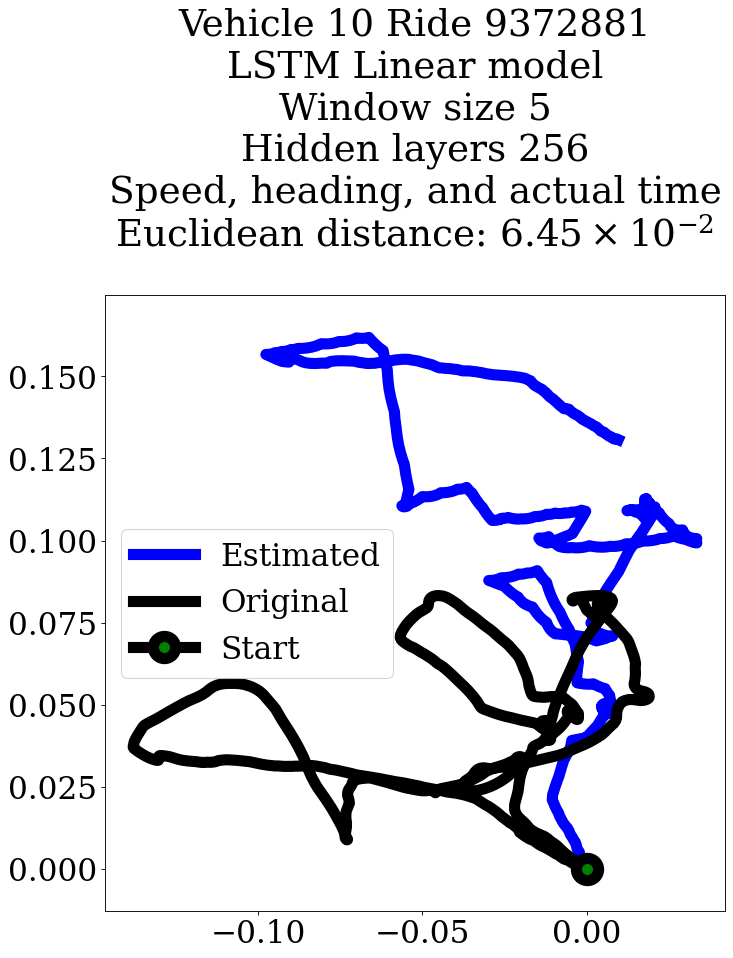 Vehicle 10 Ride 9372881
LSTM Linear model
Window size 5
Hidden layers 256
Speed, heading, and actual time
Euclidean distance: 6.45 × 10⁻²
0.150
0.125
0.100
0.075
0.050
0.025
0.000
Estimated
Original
Start
−0.10
−0.05
0.00